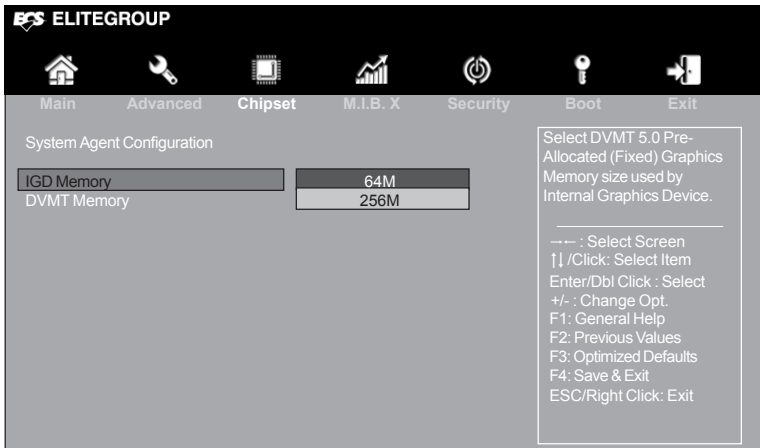 ECS ELITEGROUP
Main Advanced Chipset M.I.B. X Security Boot Exit
System Agent Configuration
IGD Memory 64M
DVMT Memory 256M
Select DVMT 5.0 Pre-
Allocated (Fixed) Graphics
Memory size used by
Internal Graphics Device.
→← : Select Screen
↑↓/Click: Select Item
Enter/Dbl Click : Select
+/- : Change Opt.
F1: General Help
F2: Previous Values
F3: Optimized Defaults
F4: Save & Exit
ESC/Right Click: Exit